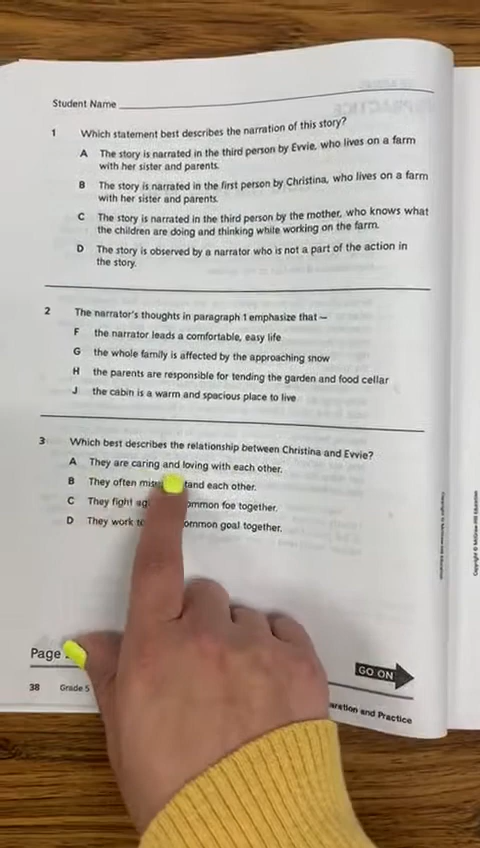 Student Name
1 Which statement best describes the narration of this story?
A The story is narrated in the third person by Evvie, who lives on a farm
with her sister and parents.
B The story is narrated in the first person by Christina, who lives on a farm
with her sister and parents.
C The story is narrated in the third person by the mother, who knows what
the children are doing and thinking while working on the farm.
D The story is observed by a narrator who is not a part of the action in
the story.
2 The narrator's thoughts in paragraph 1 emphasize that—
F the narrator leads a comfortable, easy life
G the whole family is affected by the approaching snow
H the parents are responsible for tending the garden and food cellar
J the cabin is a warm and spacious place to live
3 Which best describes the relationship between Christina and Evvie?
A They are caring and loving with each other.
B They often each other.
C They fight foe together.
D They work goal together.
Page
GO ON
38 Grade 5
and Practice
Copyright © McGraw-Hill Education
Copyright © McGraw-Hill Education